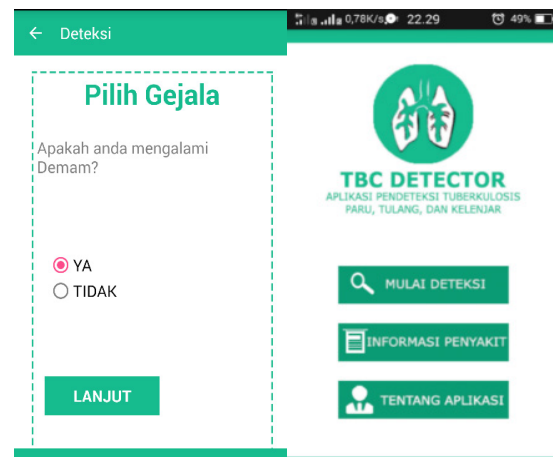 Deteksi
Pilih Gejala
Apakah anda mengalami
Demam?
YA
TIDAK
LANJUT
0,78K/s 22.29 49%
TBC DETECTOR
APLIKASI PENDETEKSI TUBERKULOSIS
PARU, TULANG, DAN KELENJAR
MULAI DETEKSI
INFORMASI PENYAKIT
TENTANG APLIKASI